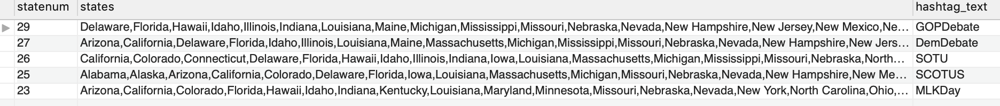 statenum states hashtag_text
29 Delaware,Florida,Hawaii,Idaho,Illinois,Indiana,Louisiana,Maine,Michigan,Mississippi,Missouri,Nebraska,Nevada,New Hampshire,New Jersey,New Mexico,Ne... GOPDebate
27 Arizona,California,Delaware,Florida,Idaho,Illinois,Louisiana,Maine,Massachusetts,Michigan,Mississippi,Missouri,Nebraska,Nevada,New Hampshire,New Jers... DemDebate
26 California,Colorado,Connecticut,Delaware,Florida,Hawaii,Idaho,Illinois,Indiana,Iowa,Louisiana,Massachusetts,Michigan,Mississippi,Missouri,Nebraska,North... SOTU
25 Alabama,Alaska,Arizona,California,Colorado,Delaware,Florida,Iowa,Louisiana,Massachusetts,Michigan,Missouri,Nebraska,Nevada,New Hampshire,New Me... SCOTUS
23 Arizona,California,Colorado,Florida,Hawaii,Idaho,Indiana,Kentucky,Louisiana,Maryland,Minnesota,Missouri,Nebraska,Nevada,New York,North Carolina,Ohio,... MLKDay